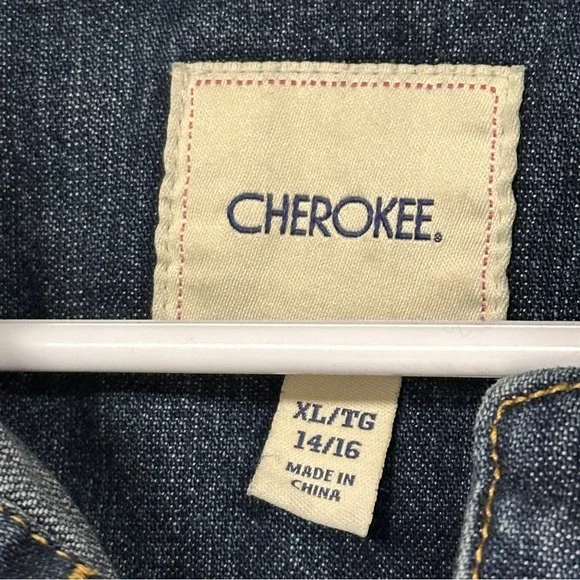 CHEROKEE®
XL/TG
14/16
MADE IN
CHINA